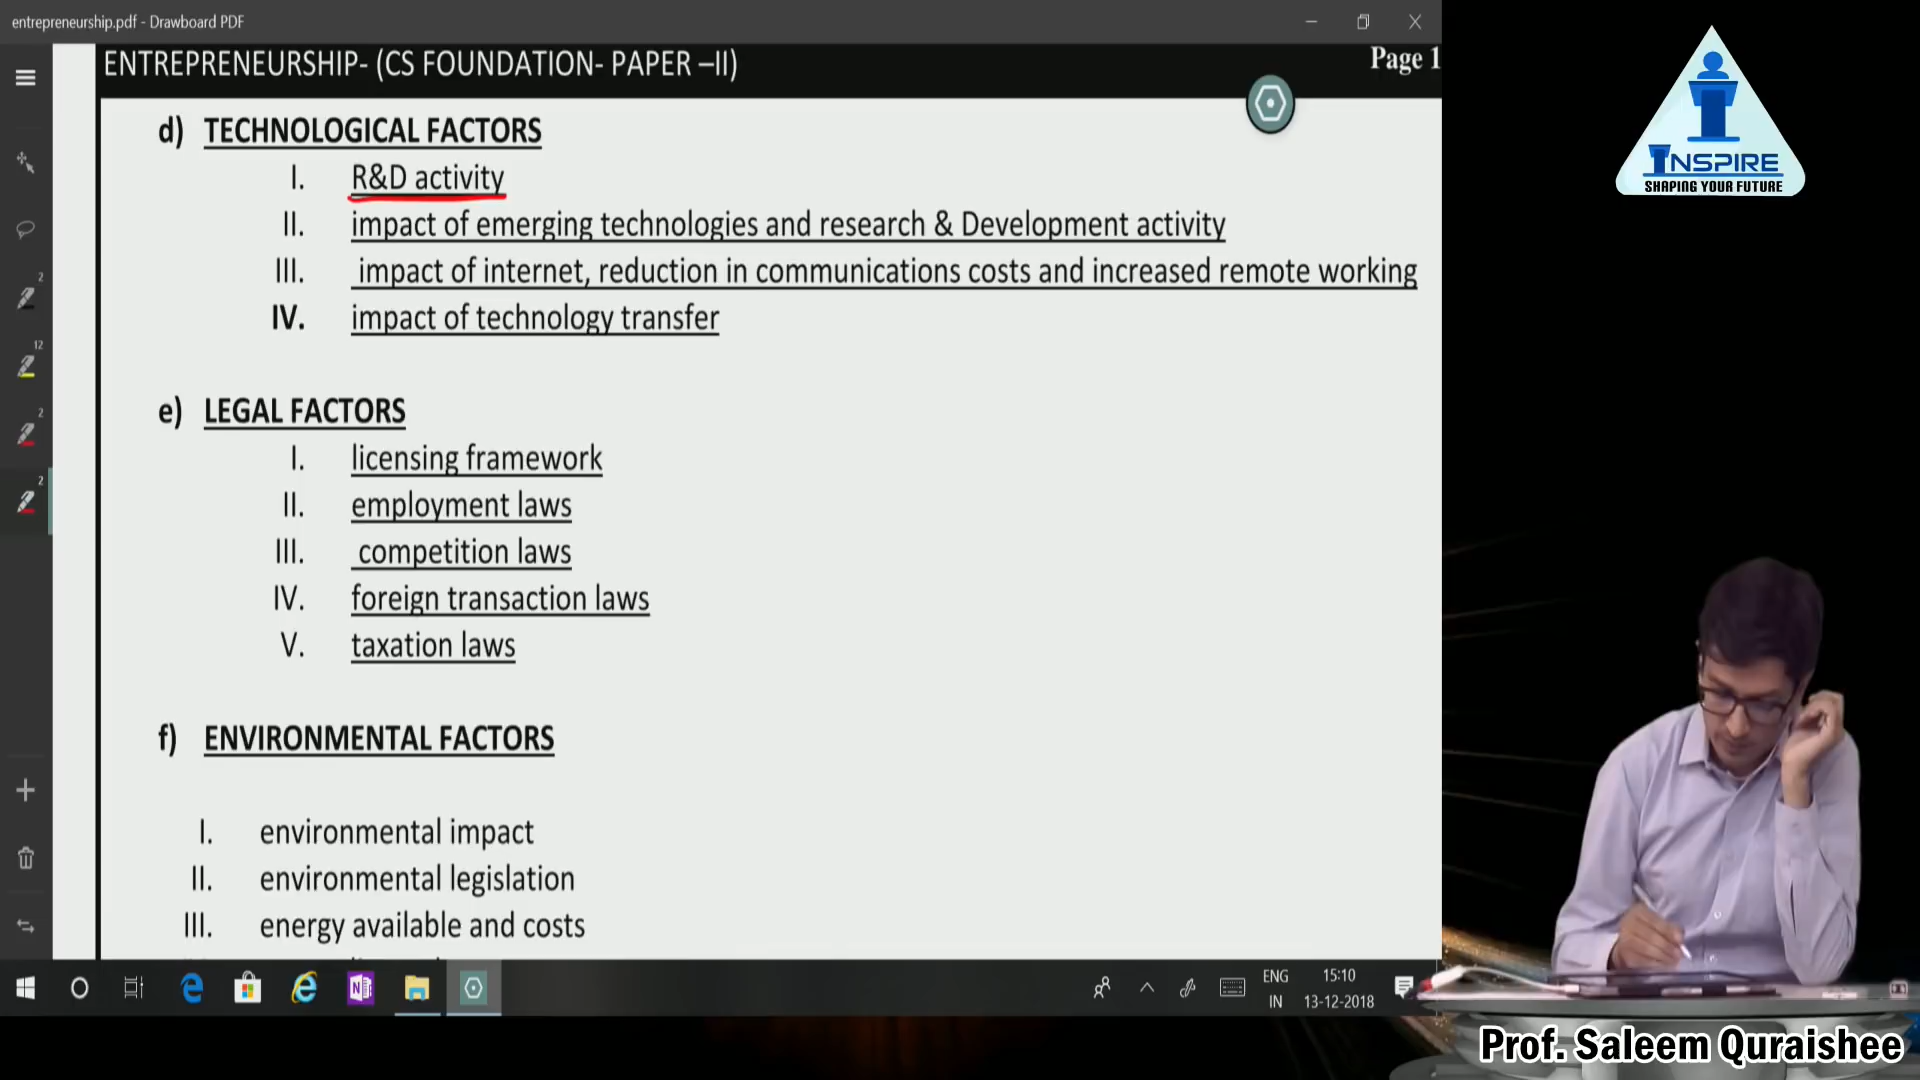 entrepreneurship.pdf - Drawboard PDF
ENTREPRENEURSHIP- (CS FOUNDATION- PAPER –II)
Page 1
d) TECHNOLOGICAL FACTORS
I. R&D activity
II. impact of emerging technologies and research & Development activity
III. impact of internet, reduction in communications costs and increased remote working
IV. impact of technology transfer
e) LEGAL FACTORS
I. licensing framework
II. employment laws
III. competition laws
IV. foreign transaction laws
V. taxation laws
f) ENVIRONMENTAL FACTORS
I. environmental impact
II. environmental legislation
III. energy available and costs
2
12
2
2
INSPIRE
SHAPING YOUR FUTURE
ENG
IN
15:10
13-12-2018
Prof. Saleem Quraishee